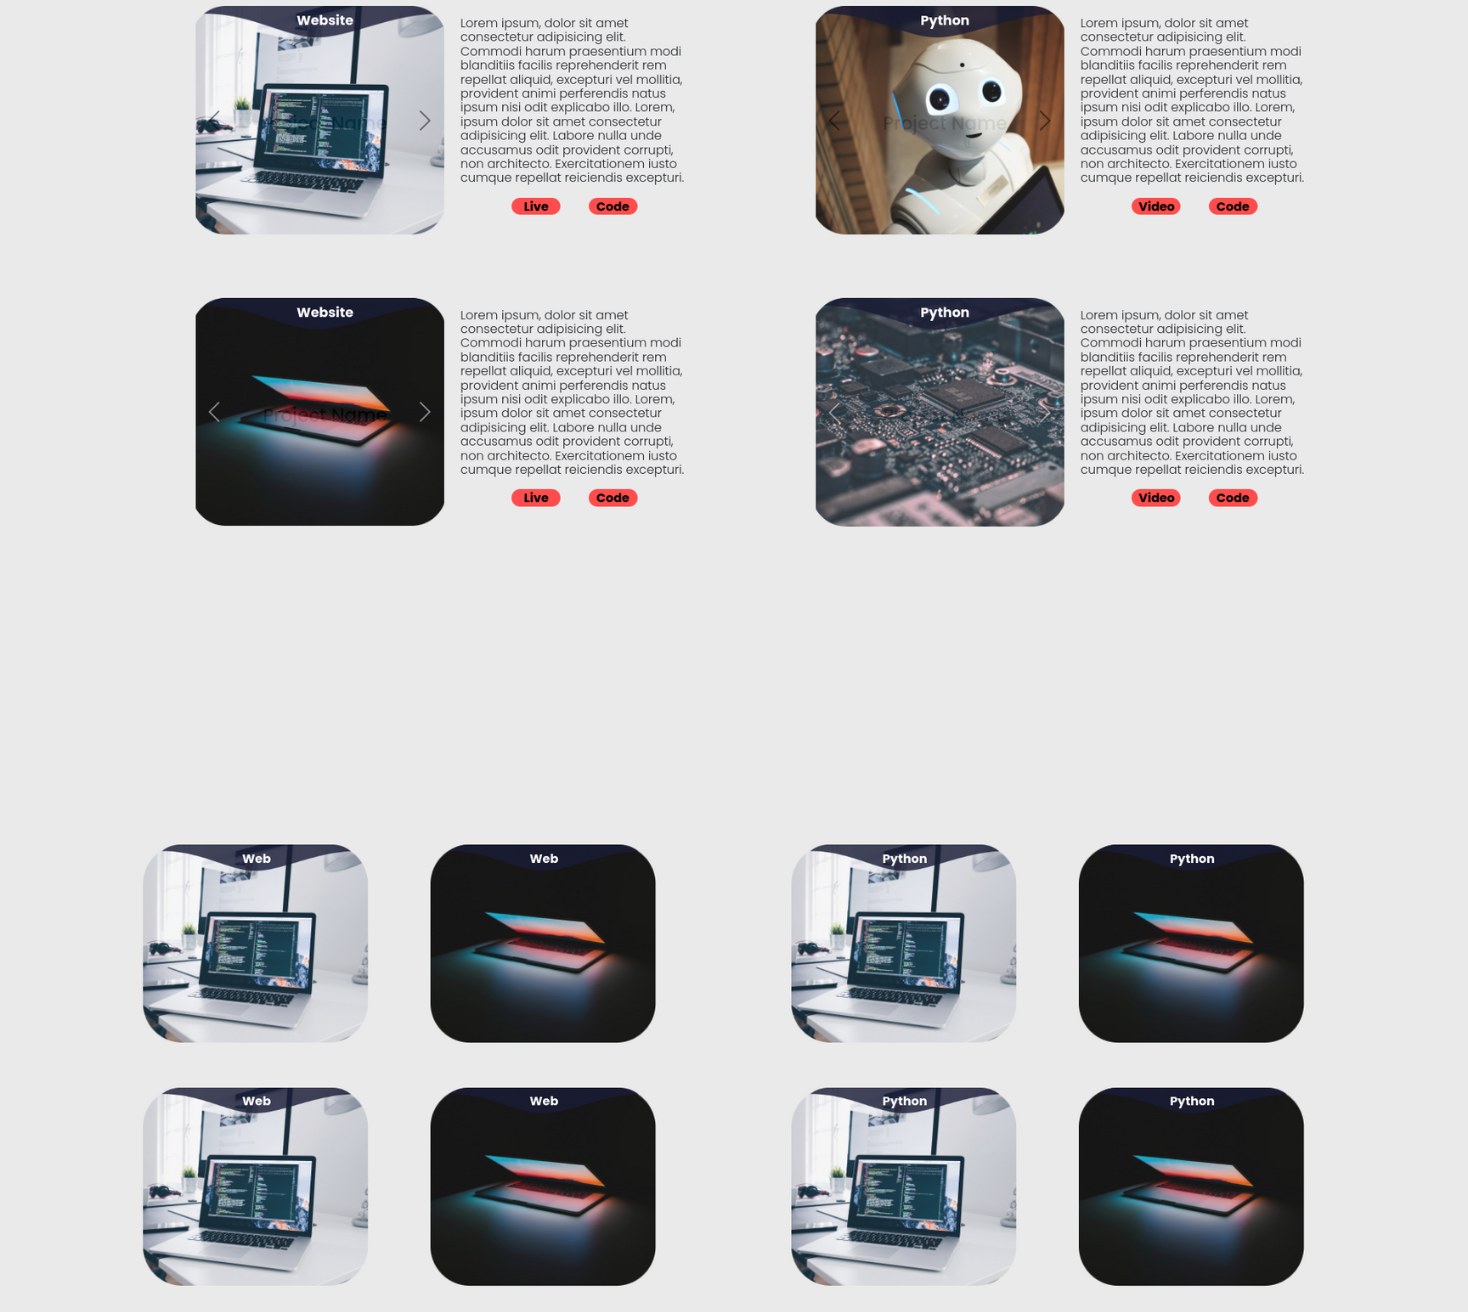 Website
Project Name
Lorem ipsum, dolor sit amet
consectetur adipisicing elit.
Commodi harum praesentium modi
blanditiis facilis reprehenderit rem
repellat aliquid, excepturi vel mollitia,
provident animi perferendis natus
ipsum nisi odit explicabo illo. Lorem,
ipsum dolor sit amet consectetur
adipisicing elit. Labore nulla unde
accusamus odit provident corrupti,
non architecto. Exercitationem iusto
cumque repellat reiciendis excepturi.
Live Code
Python
Project Name
Lorem ipsum, dolor sit amet
consectetur adipisicing elit.
Commodi harum praesentium modi
blanditiis facilis reprehenderit rem
repellat aliquid, excepturi vel mollitia,
provident animi perferendis natus
ipsum nisi odit explicabo illo. Lorem,
ipsum dolor sit amet consectetur
adipisicing elit. Labore nulla unde
accusamus odit provident corrupti,
non architecto. Exercitationem iusto
cumque repellat reiciendis excepturi.
Video Code
Website
Project Name
Lorem ipsum, dolor sit amet
consectetur adipisicing elit.
Commodi harum praesentium modi
blanditiis facilis reprehenderit rem
repellat aliquid, excepturi vel mollitia,
provident animi perferendis natus
ipsum nisi odit explicabo illo. Lorem,
ipsum dolor sit amet consectetur
adipisicing elit. Labore nulla unde
accusamus odit provident corrupti,
non architecto. Exercitationem iusto
cumque repellat reiciendis excepturi.
Live Code
Python
Lorem ipsum, dolor sit amet
consectetur adipisicing elit.
Commodi harum praesentium modi
blanditiis facilis reprehenderit rem
repellat aliquid, excepturi vel mollitia,
provident animi perferendis natus
ipsum nisi odit explicabo illo. Lorem,
ipsum dolor sit amet consectetur
adipisicing elit. Labore nulla unde
accusamus odit provident corrupti,
non architecto. Exercitationem iusto
cumque repellat reiciendis excepturi.
Video Code
Web
Web
Python
Python
Web
Web
Python
Python